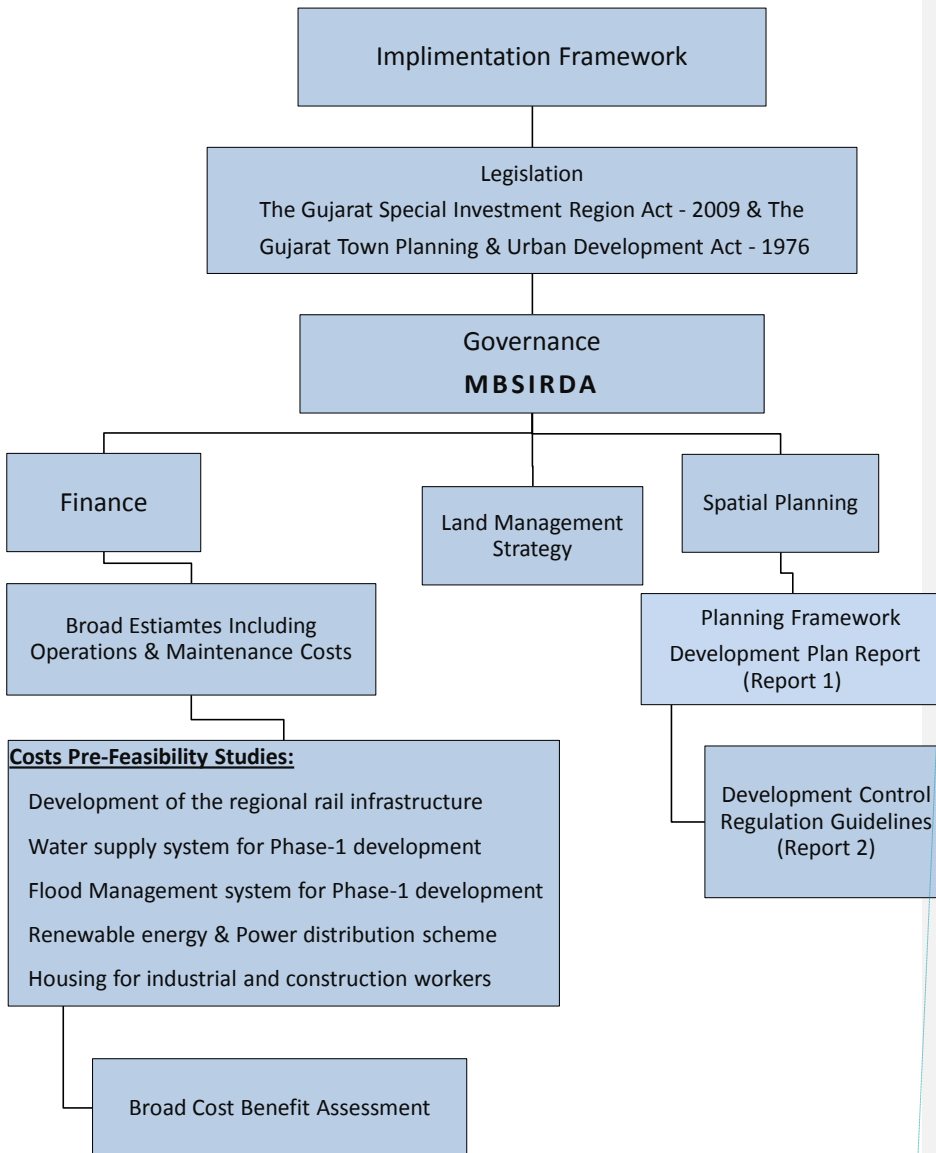 Implimentation Framework
Legislation
The Gujarat Special Investment Region Act - 2009 & The
Gujarat Town Planning & Urban Development Act - 1976
Governance
MBSIRDA
Finance
Land Management
Strategy
Spatial Planning
Broad Estiamtes Including
Operations & Maintenance Costs
Planning Framework
Development Plan Report
(Report 1)
Costs Pre-Feasibility Studies:
Development of the regional rail infrastructure
Water supply system for Phase-1 development
Flood Management system for Phase-1 development
Renewable energy & Power distribution scheme
Housing for industrial and construction workers
Development Control
Regulation Guidelines
(Report 2)
Broad Cost Benefit Assessment